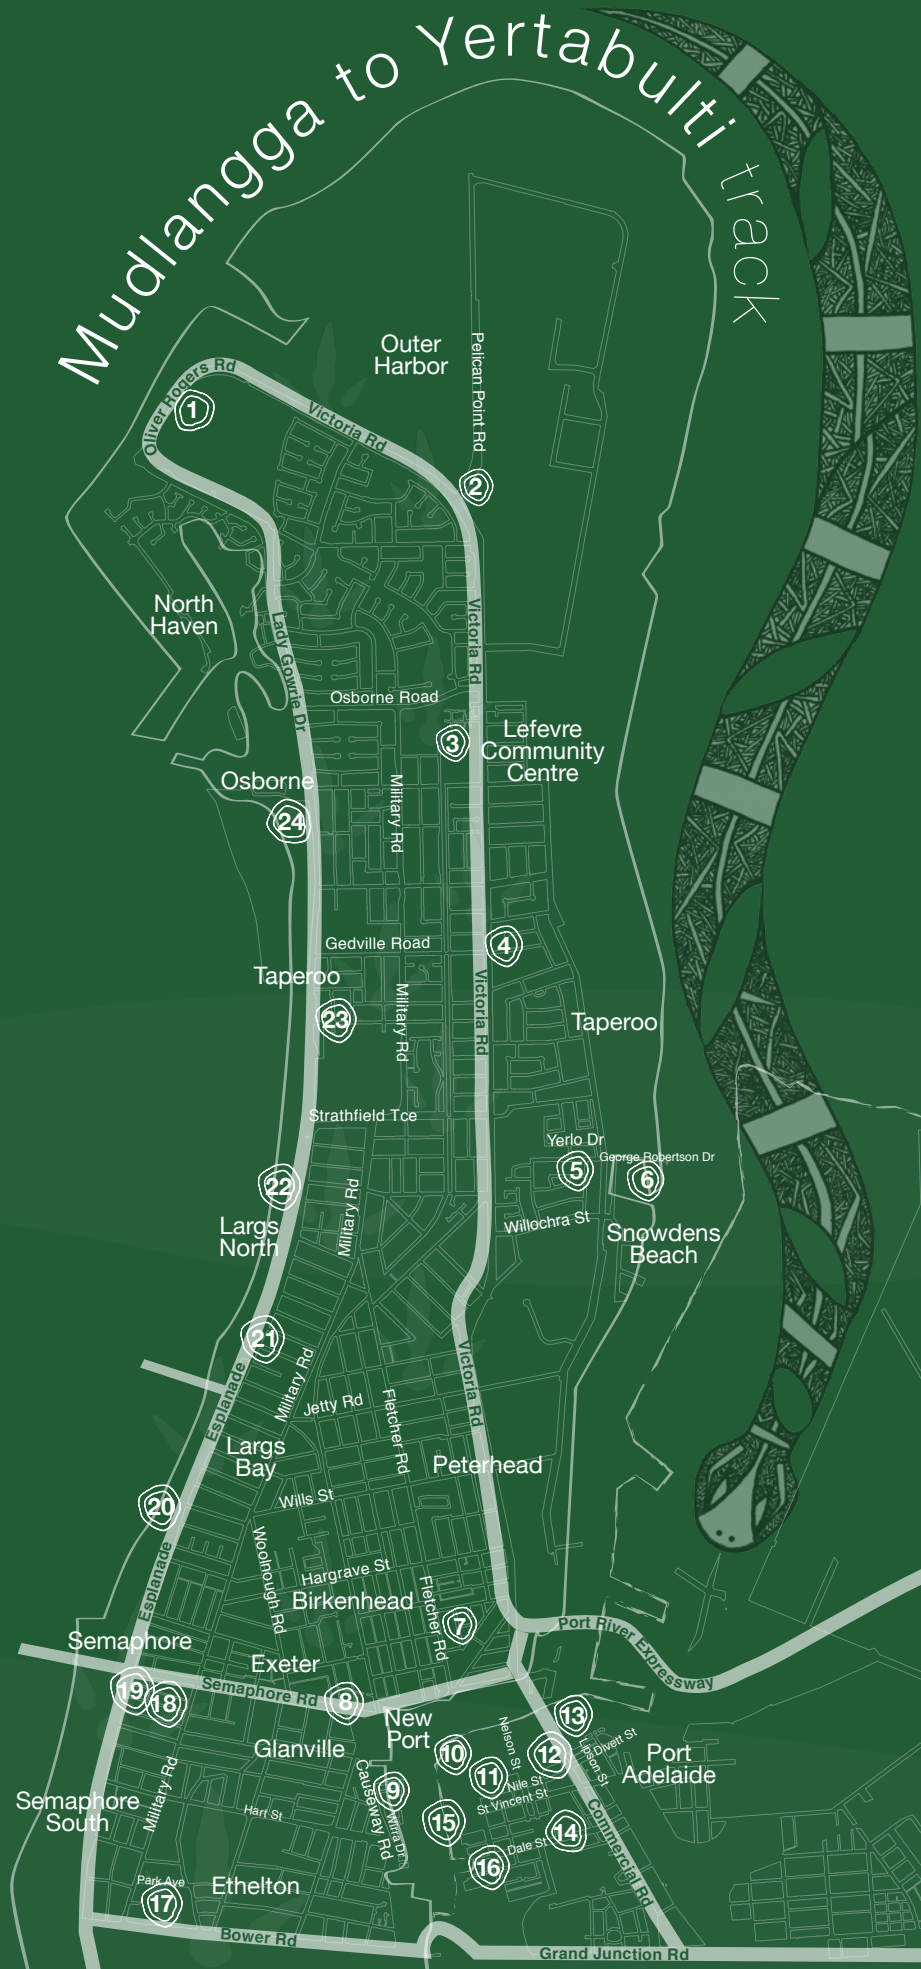 Mudlangga to Yertabulti track
Outer
Harbor
Pelican Point Rd
Oliver Rogers Rd
1
Victoria Rd
2
North
Haven
Lady Gowrie Dr
Victoria Rd
Osborne Road
3
Lefevre
Community
Centre
Osborne
Military Rd
24
Gedville Road
4
Taperoo
Victoria Rd
Military Rd
23
Taperoo
Strathfield Tce
Yerlo Dr
George Robertson Dr
5
6
22
Military Rd
Willochra St
Largs
North
Snowdens
Beach
21
Esplanade
Military Rd
Victoria Rd
Jetty Rd
Fletcher Rd
Largs
Bay
Peterhead
20
Wills St
Esplanade
Woolnough Rd
Hargrave St
Birkenhead
Fletcher Rd
7
Port River Expressway
Semaphore
Exeter
19
18
Semaphore Rd
8
New
Port
13
Nelson St
Divett St
Lipson St
Glanville
10
12
Port
Adelaide
11
Nile St
St Vincent St
Causeway Rd
9
Wirra Dr
Semaphore
South
Military Rd
Hart St
15
14
Commercial Rd
Dale St
16
Park Ave
17
Ethelton
Bower Rd
Grand Junction Rd